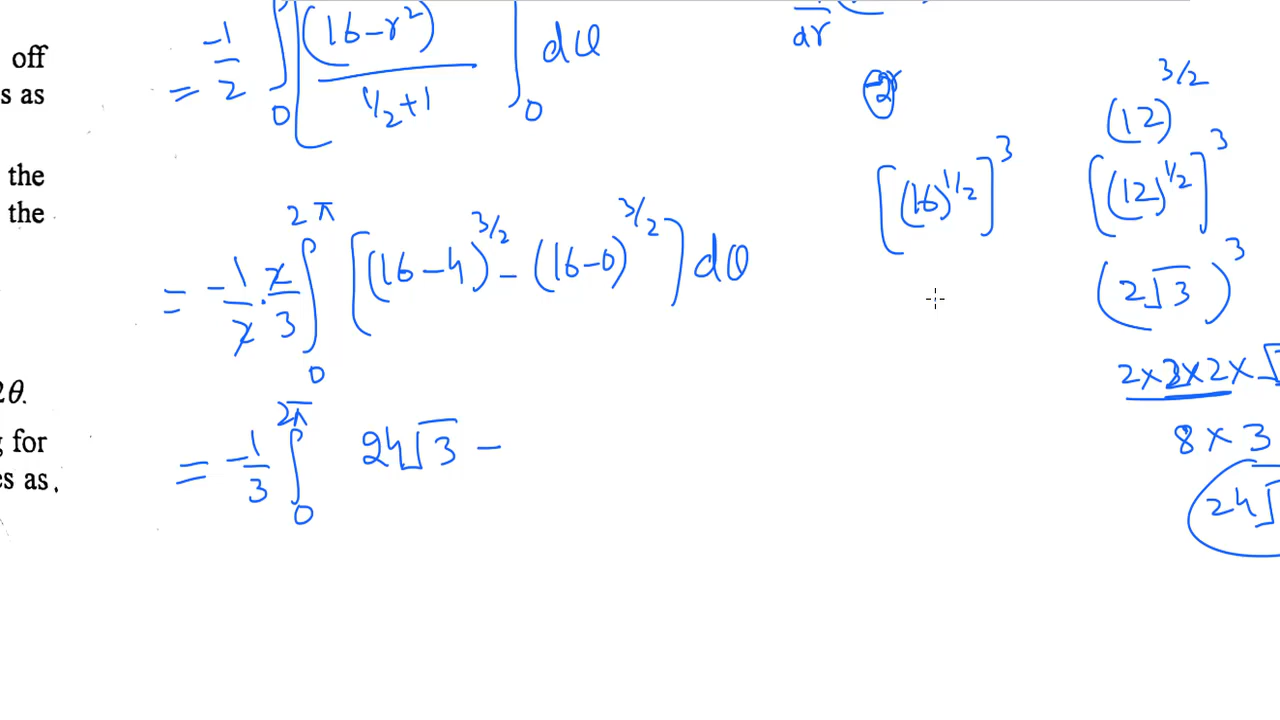 off
s as
the
the
2θ.
g for
es as.
= -1/2 ∫₀ [(16-r²) / (1/2+1)]₀ dθ
= -1/2 · 2/3 ∫₀^2π [(16-4)^3/2 - (16-0)^3/2] dθ
= -1/3 ∫₀^2π 24√3 -
dr
-2r
[(16)^1/2]^3
(12)^3/2
[(12)^1/2]^3
(2√3)^3
2×2×2×√
8×3
24√